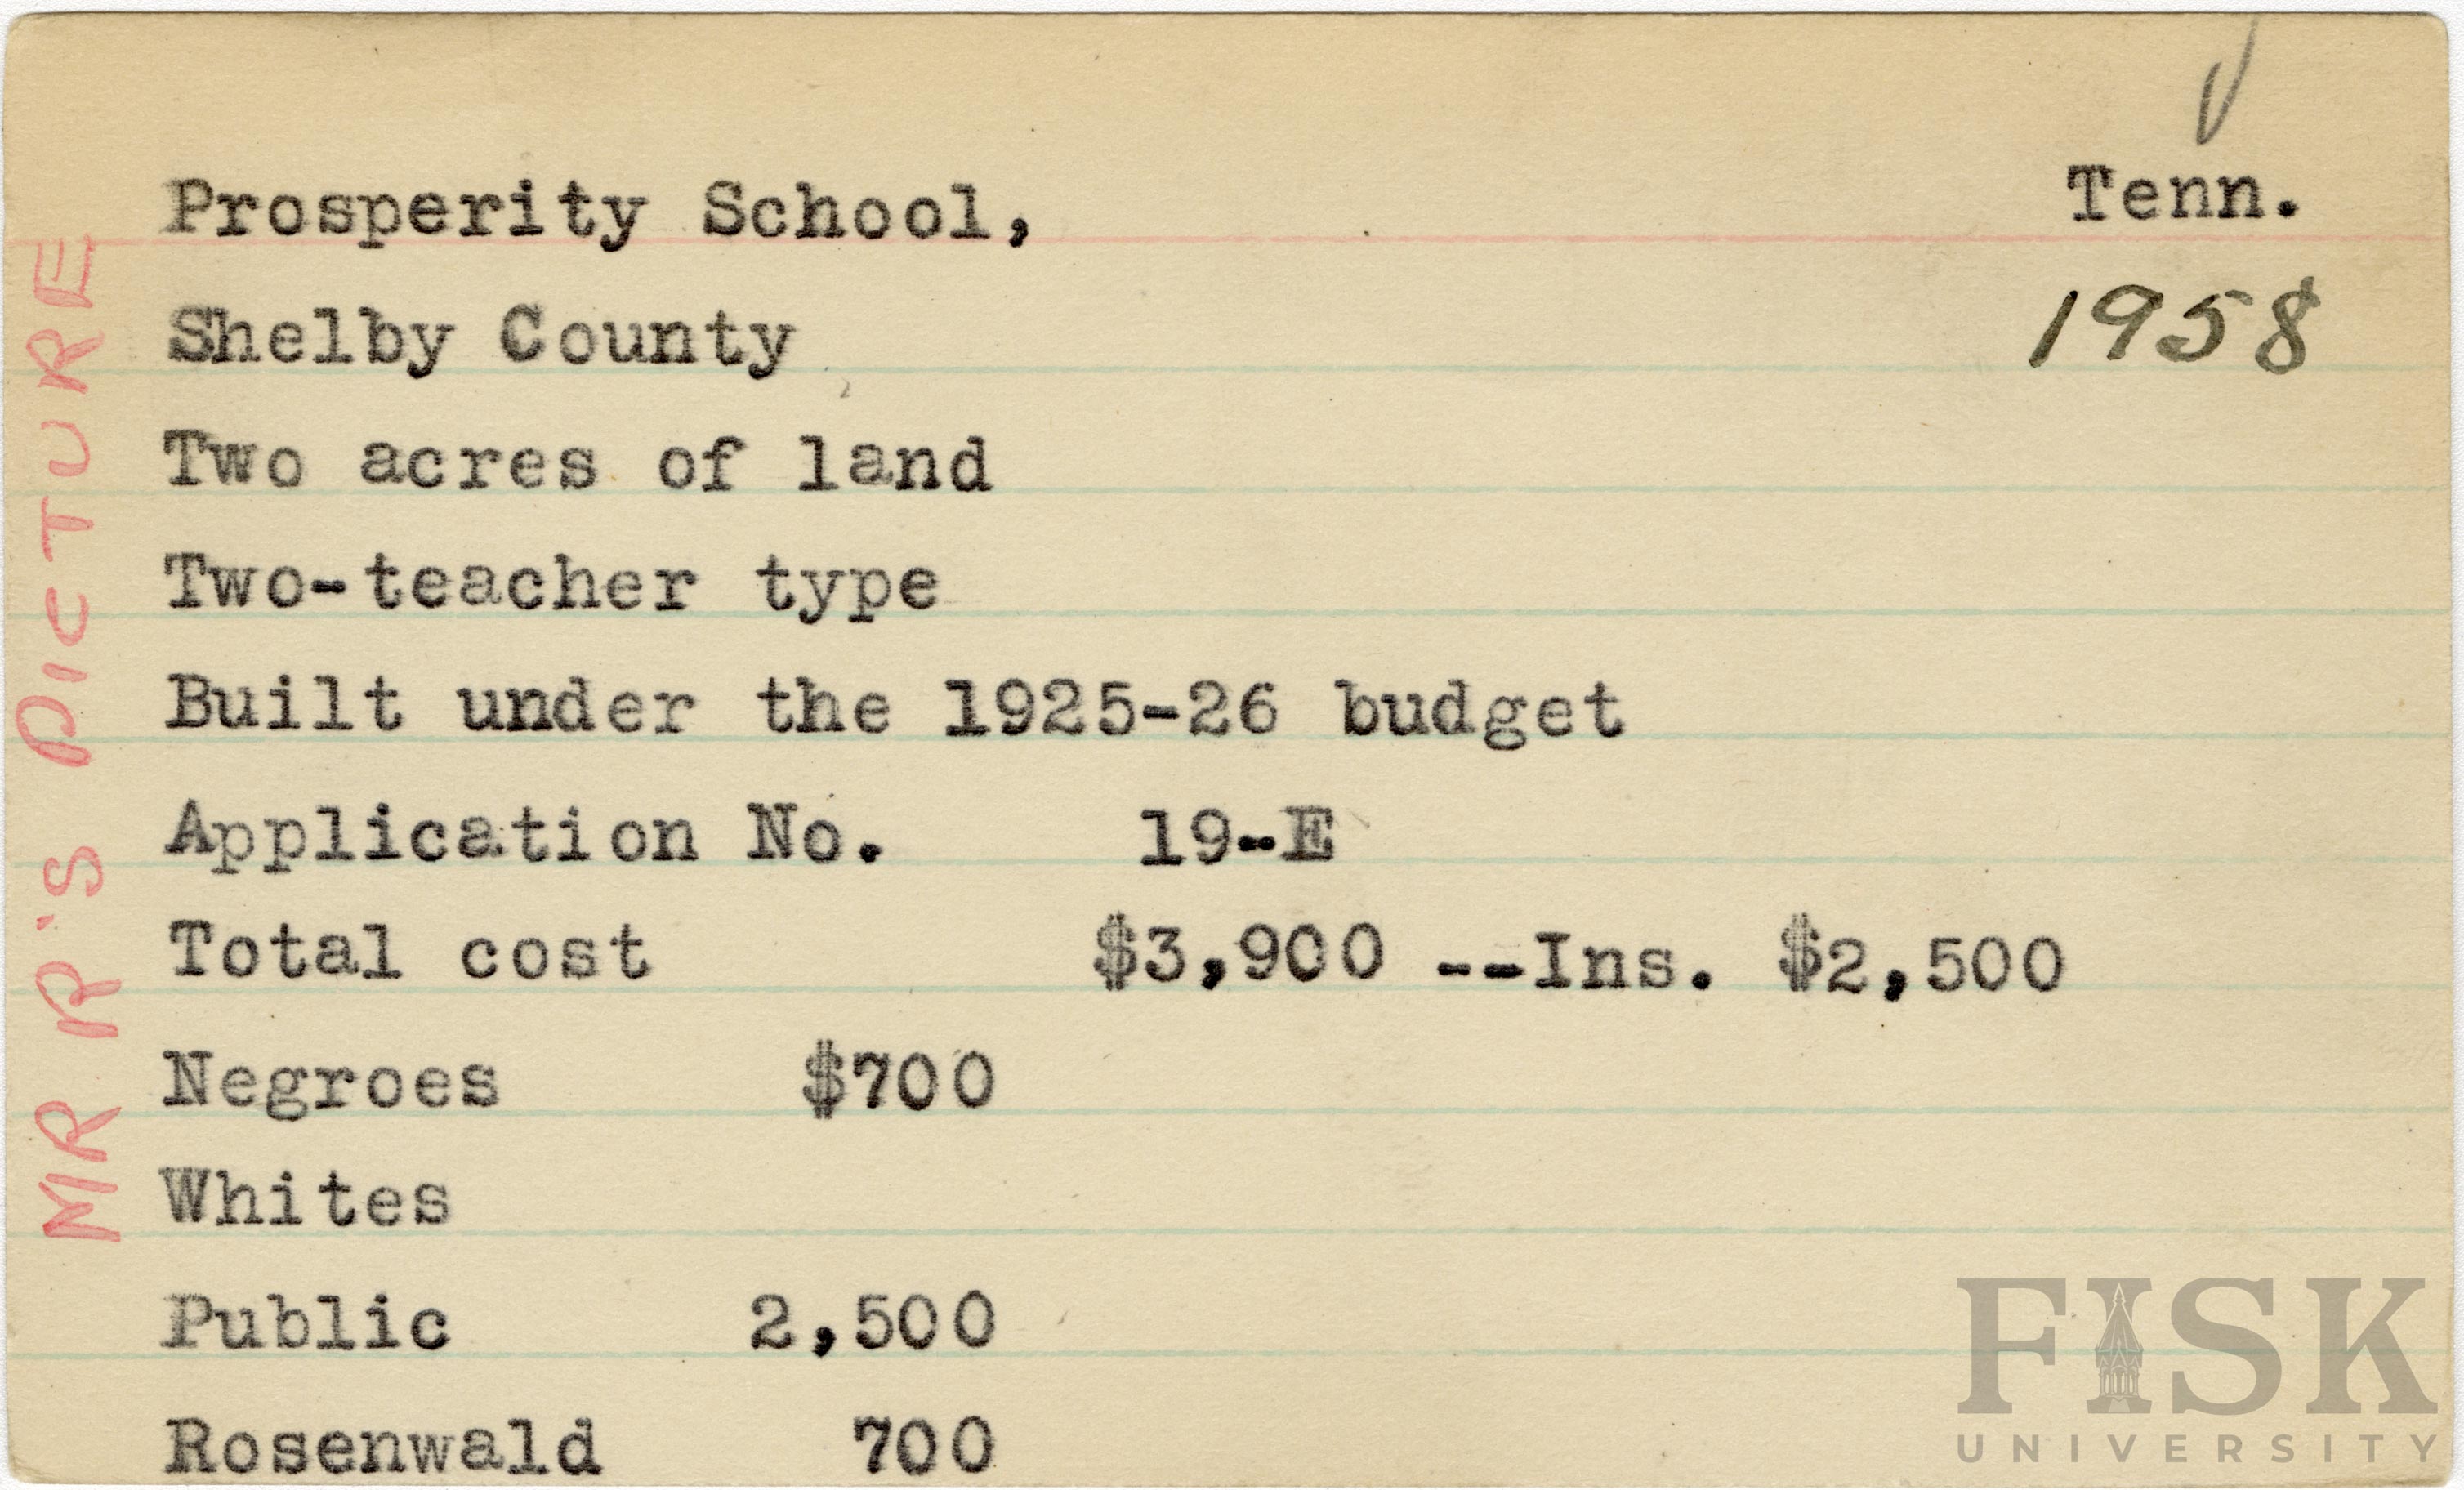 Prosperity School, Tenn.
Shelby County 1958
Two acres of land
Two-teacher type
Built under the 1925-26 budget
Application No. 19-E
Total cost $3,900 --Ins. $2,500
Negroes $700
Whites
Public 2,500
Rosenwald 700
MR R'S PICTURE
FISK
UNIVERSITY